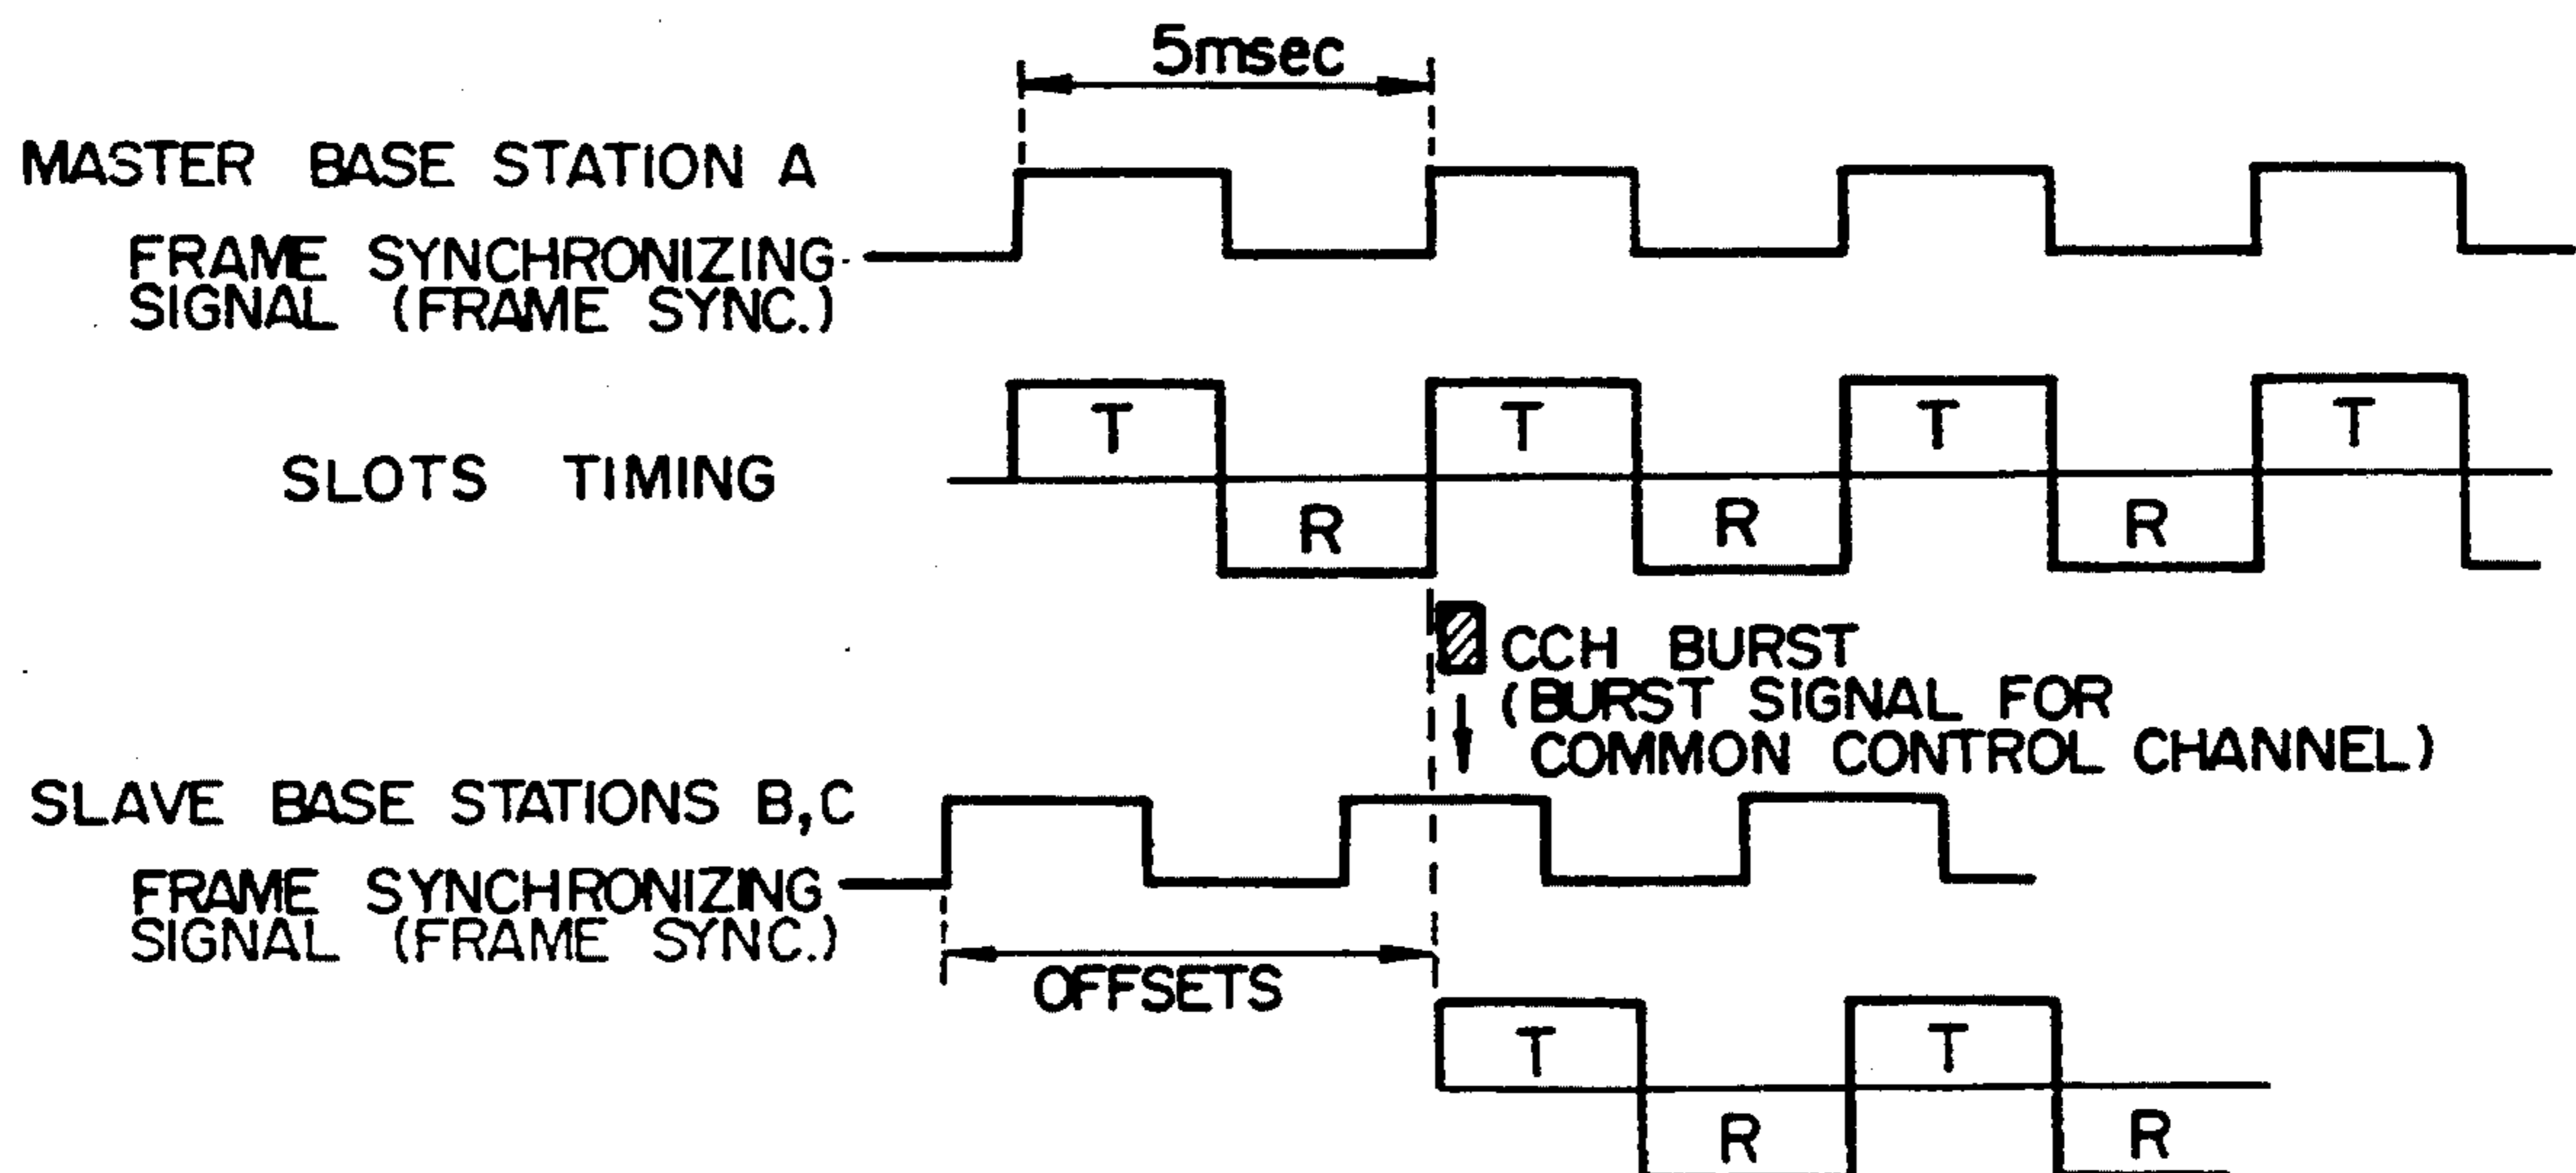 5msec
MASTER BASE STATION A
FRAME SYNCHRONIZING
SIGNAL (FRAME SYNC.)
SLOTS TIMING
T T T T
R R R
CCH BURST
(BURST SIGNAL FOR
COMMON CONTROL CHANNEL)
SLAVE BASE STATIONS B,C
FRAME SYNCHRONIZING
SIGNAL (FRAME SYNC.)
OFFSETS
T T
R R